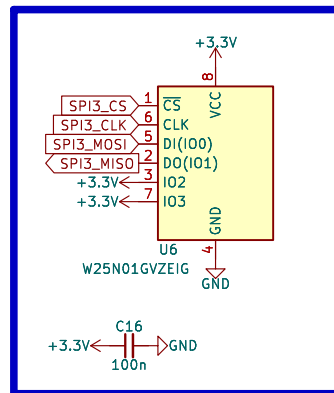 +3.3V
8
VCC
SPI3_CS 1 CS
SPI3_CLK 6 CLK
SPI3_MOSI 5 DI(IO0)
SPI3_MISO 2 DO(IO1)
+3.3V 3 IO2
+3.3V 7 IO3
GND
4
U6
W25N01GVZEIG
GND
C16
+3.3V GND
100n